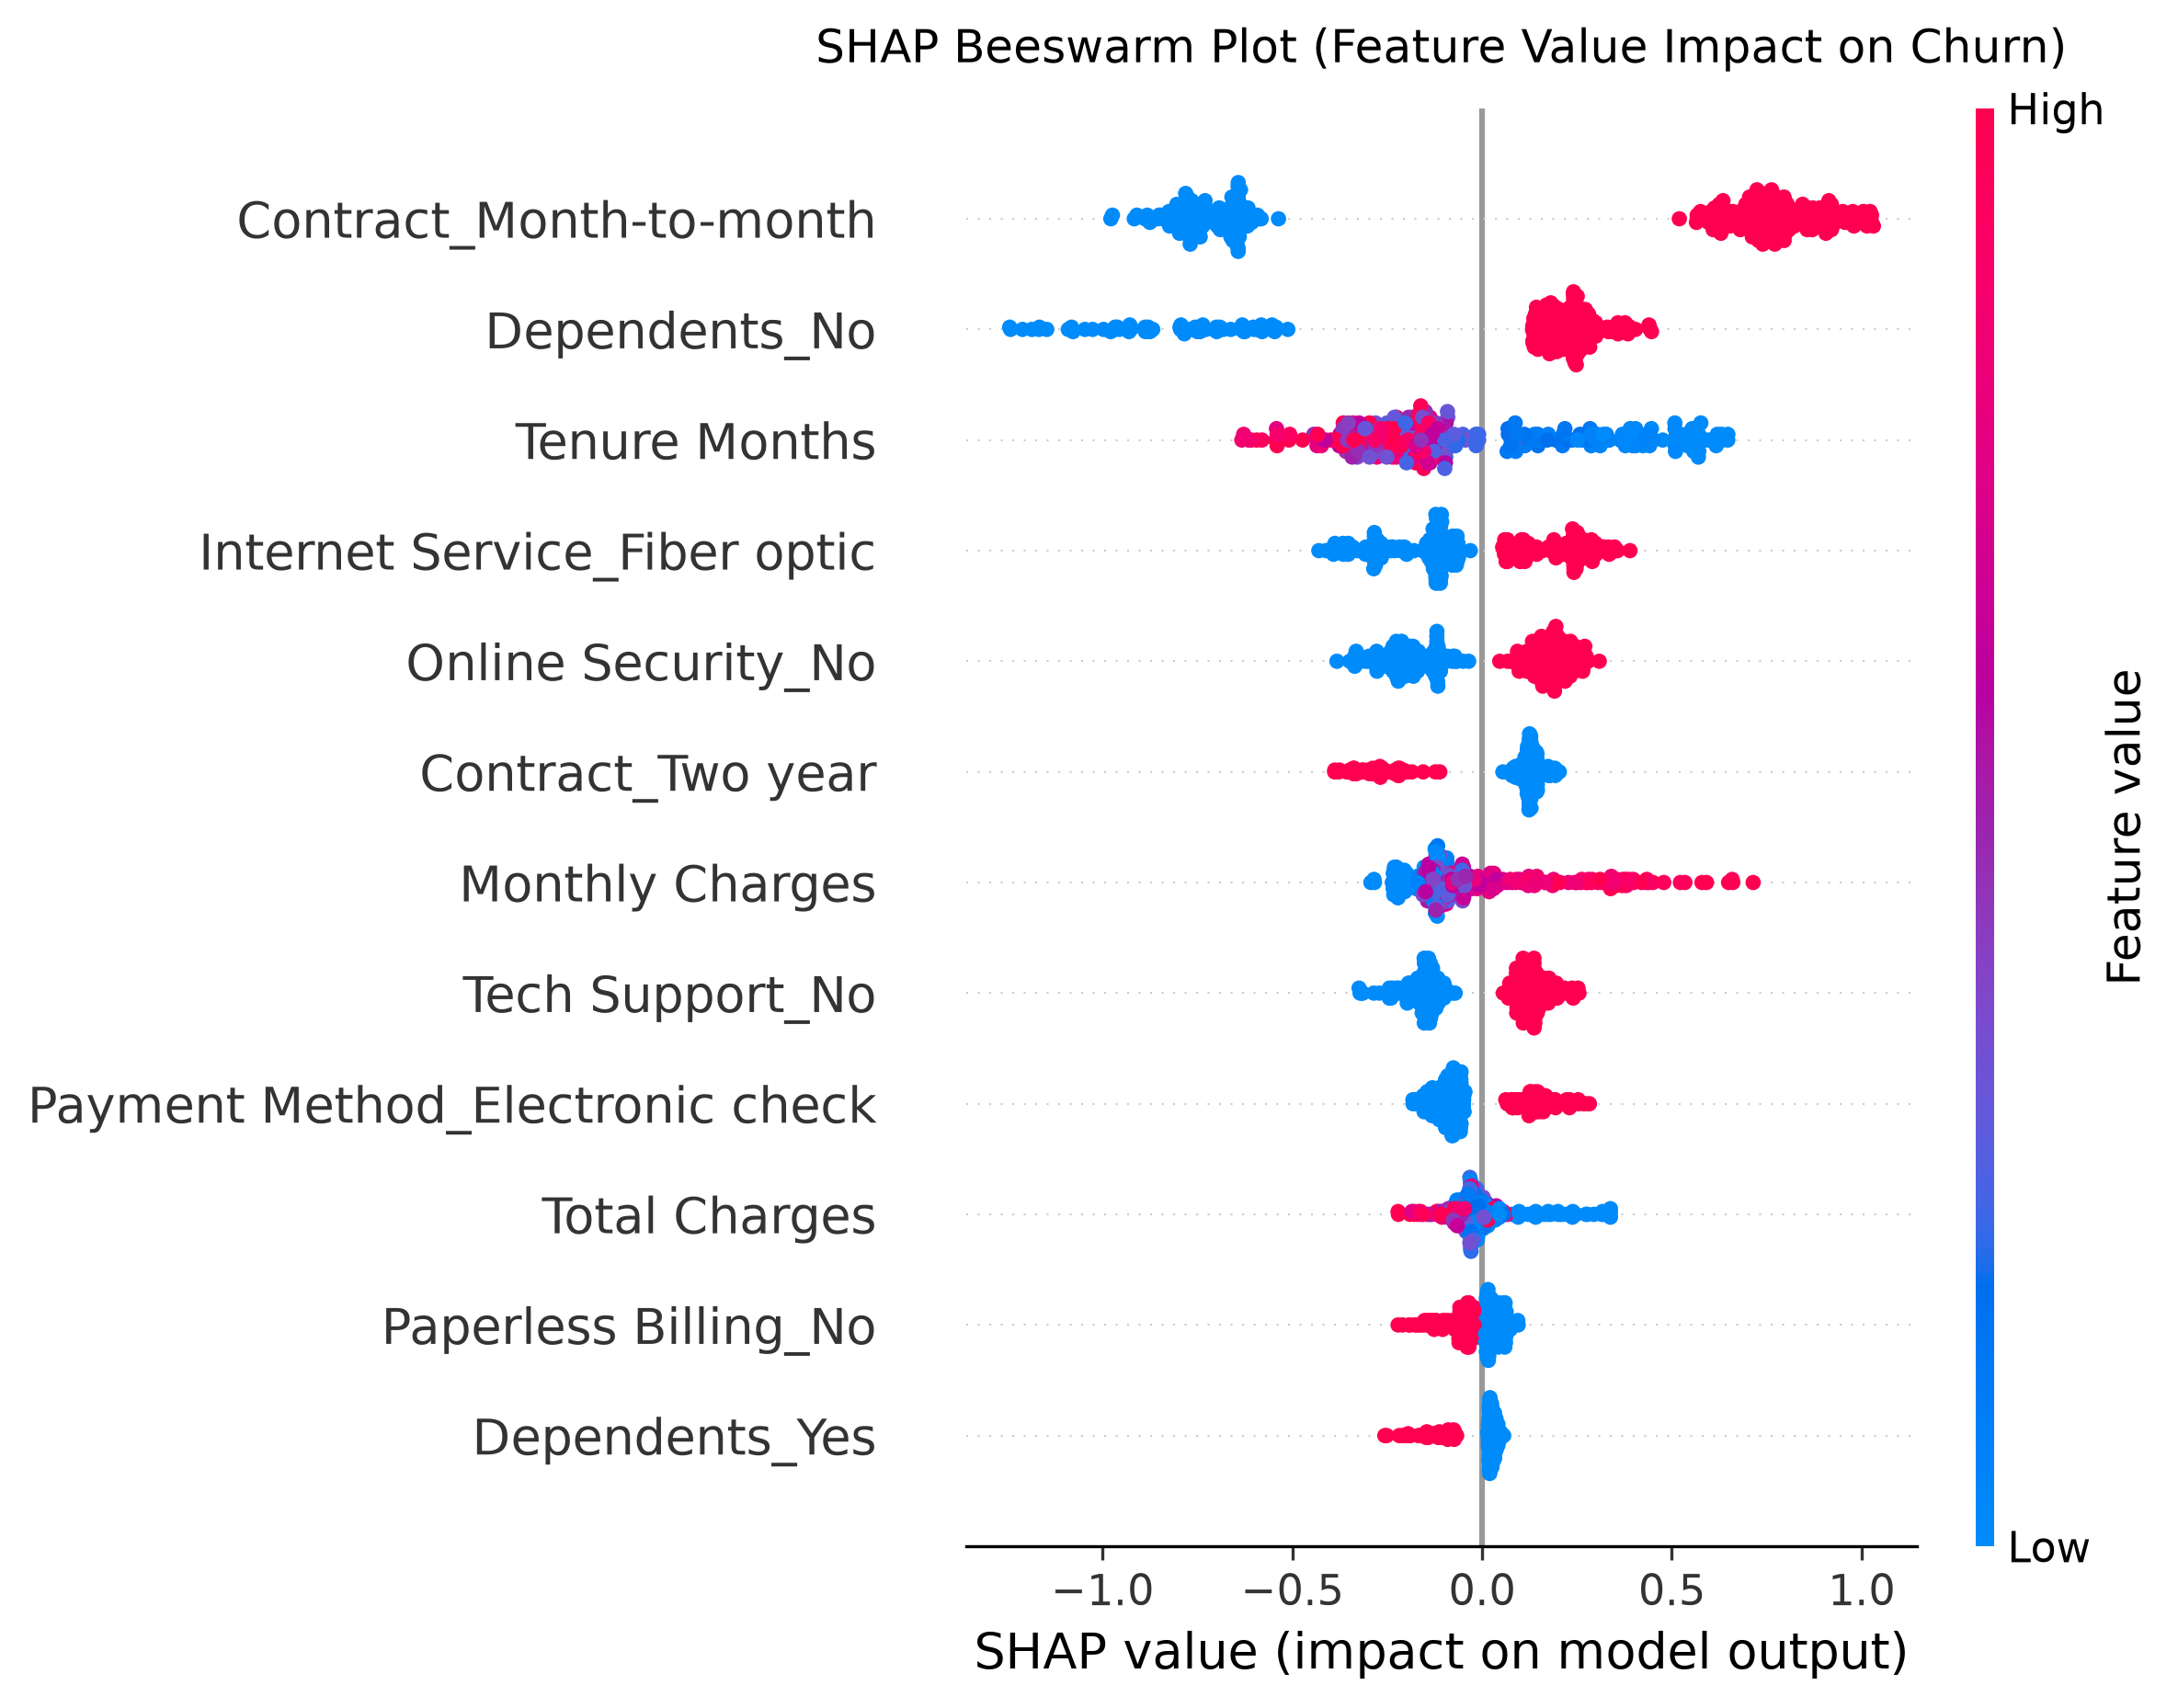 SHAP Beeswarm Plot (Feature Value Impact on Churn)
High
Contract_Month-to-month
Dependents_No
Tenure Months
Internet Service_Fiber optic
Online Security_No
Contract_Two year
Monthly Charges
Tech Support_No
Payment Method_Electronic check
Total Charges
Paperless Billing_No
Dependents_Yes
Feature value
Low
−1.0 −0.5 0.0 0.5 1.0
SHAP value (impact on model output)